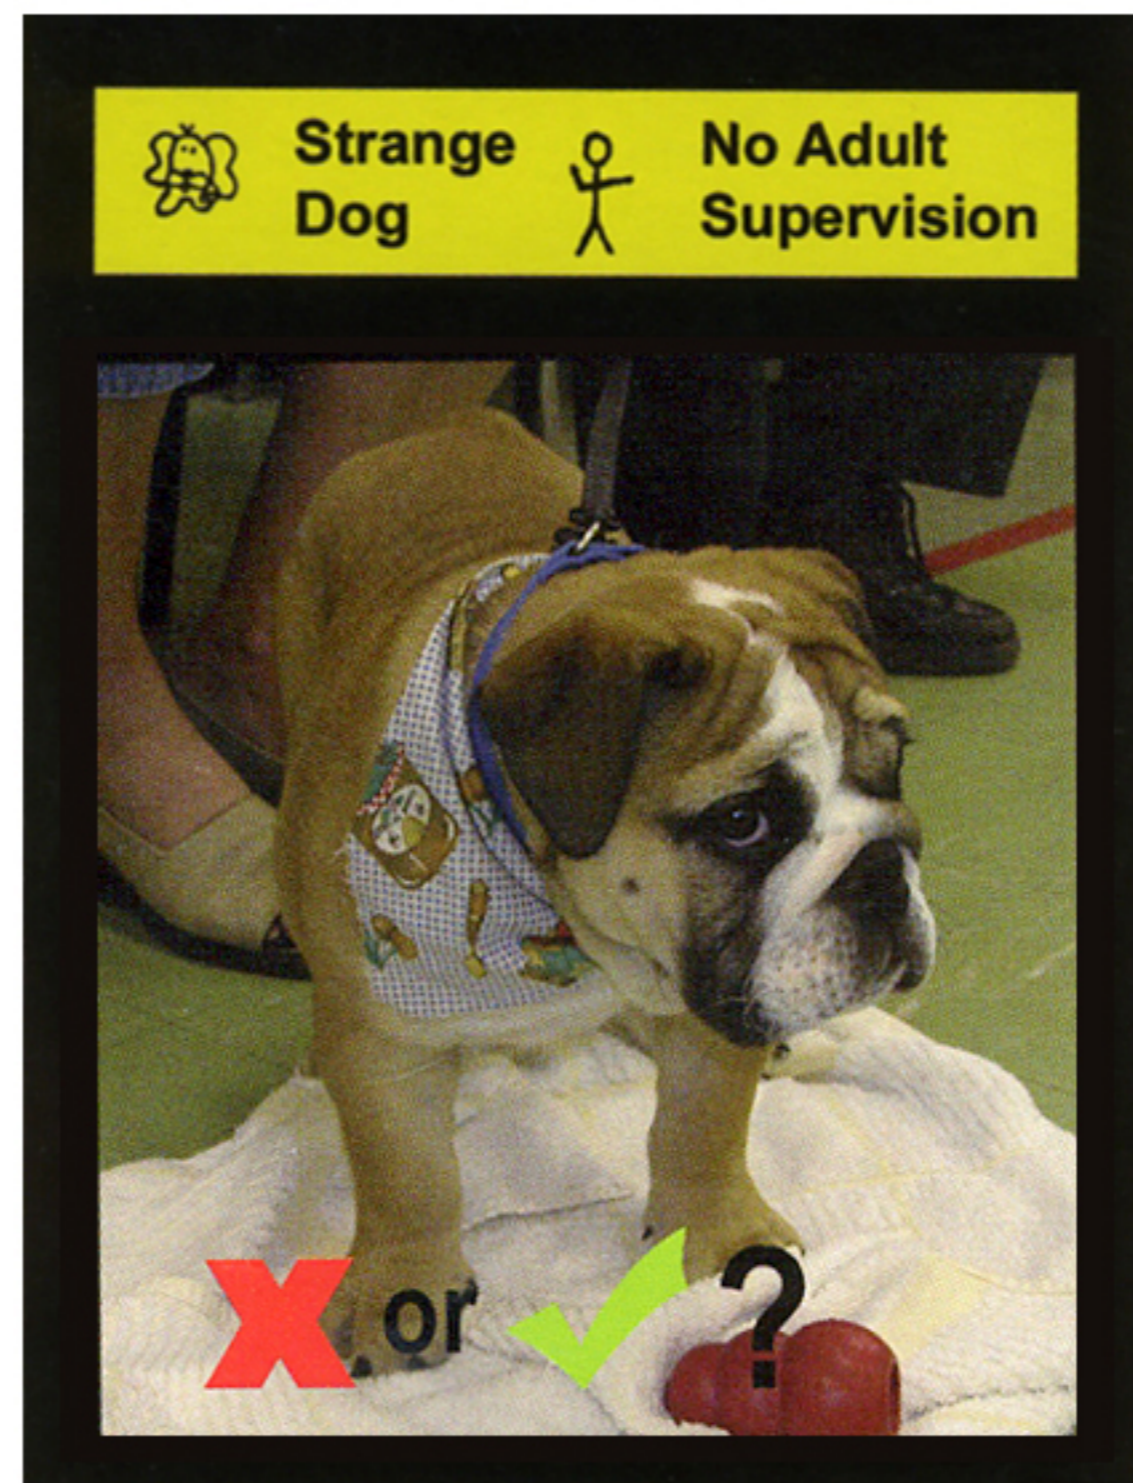 Strange
Dog
No Adult
Supervision
X or ✓ ?